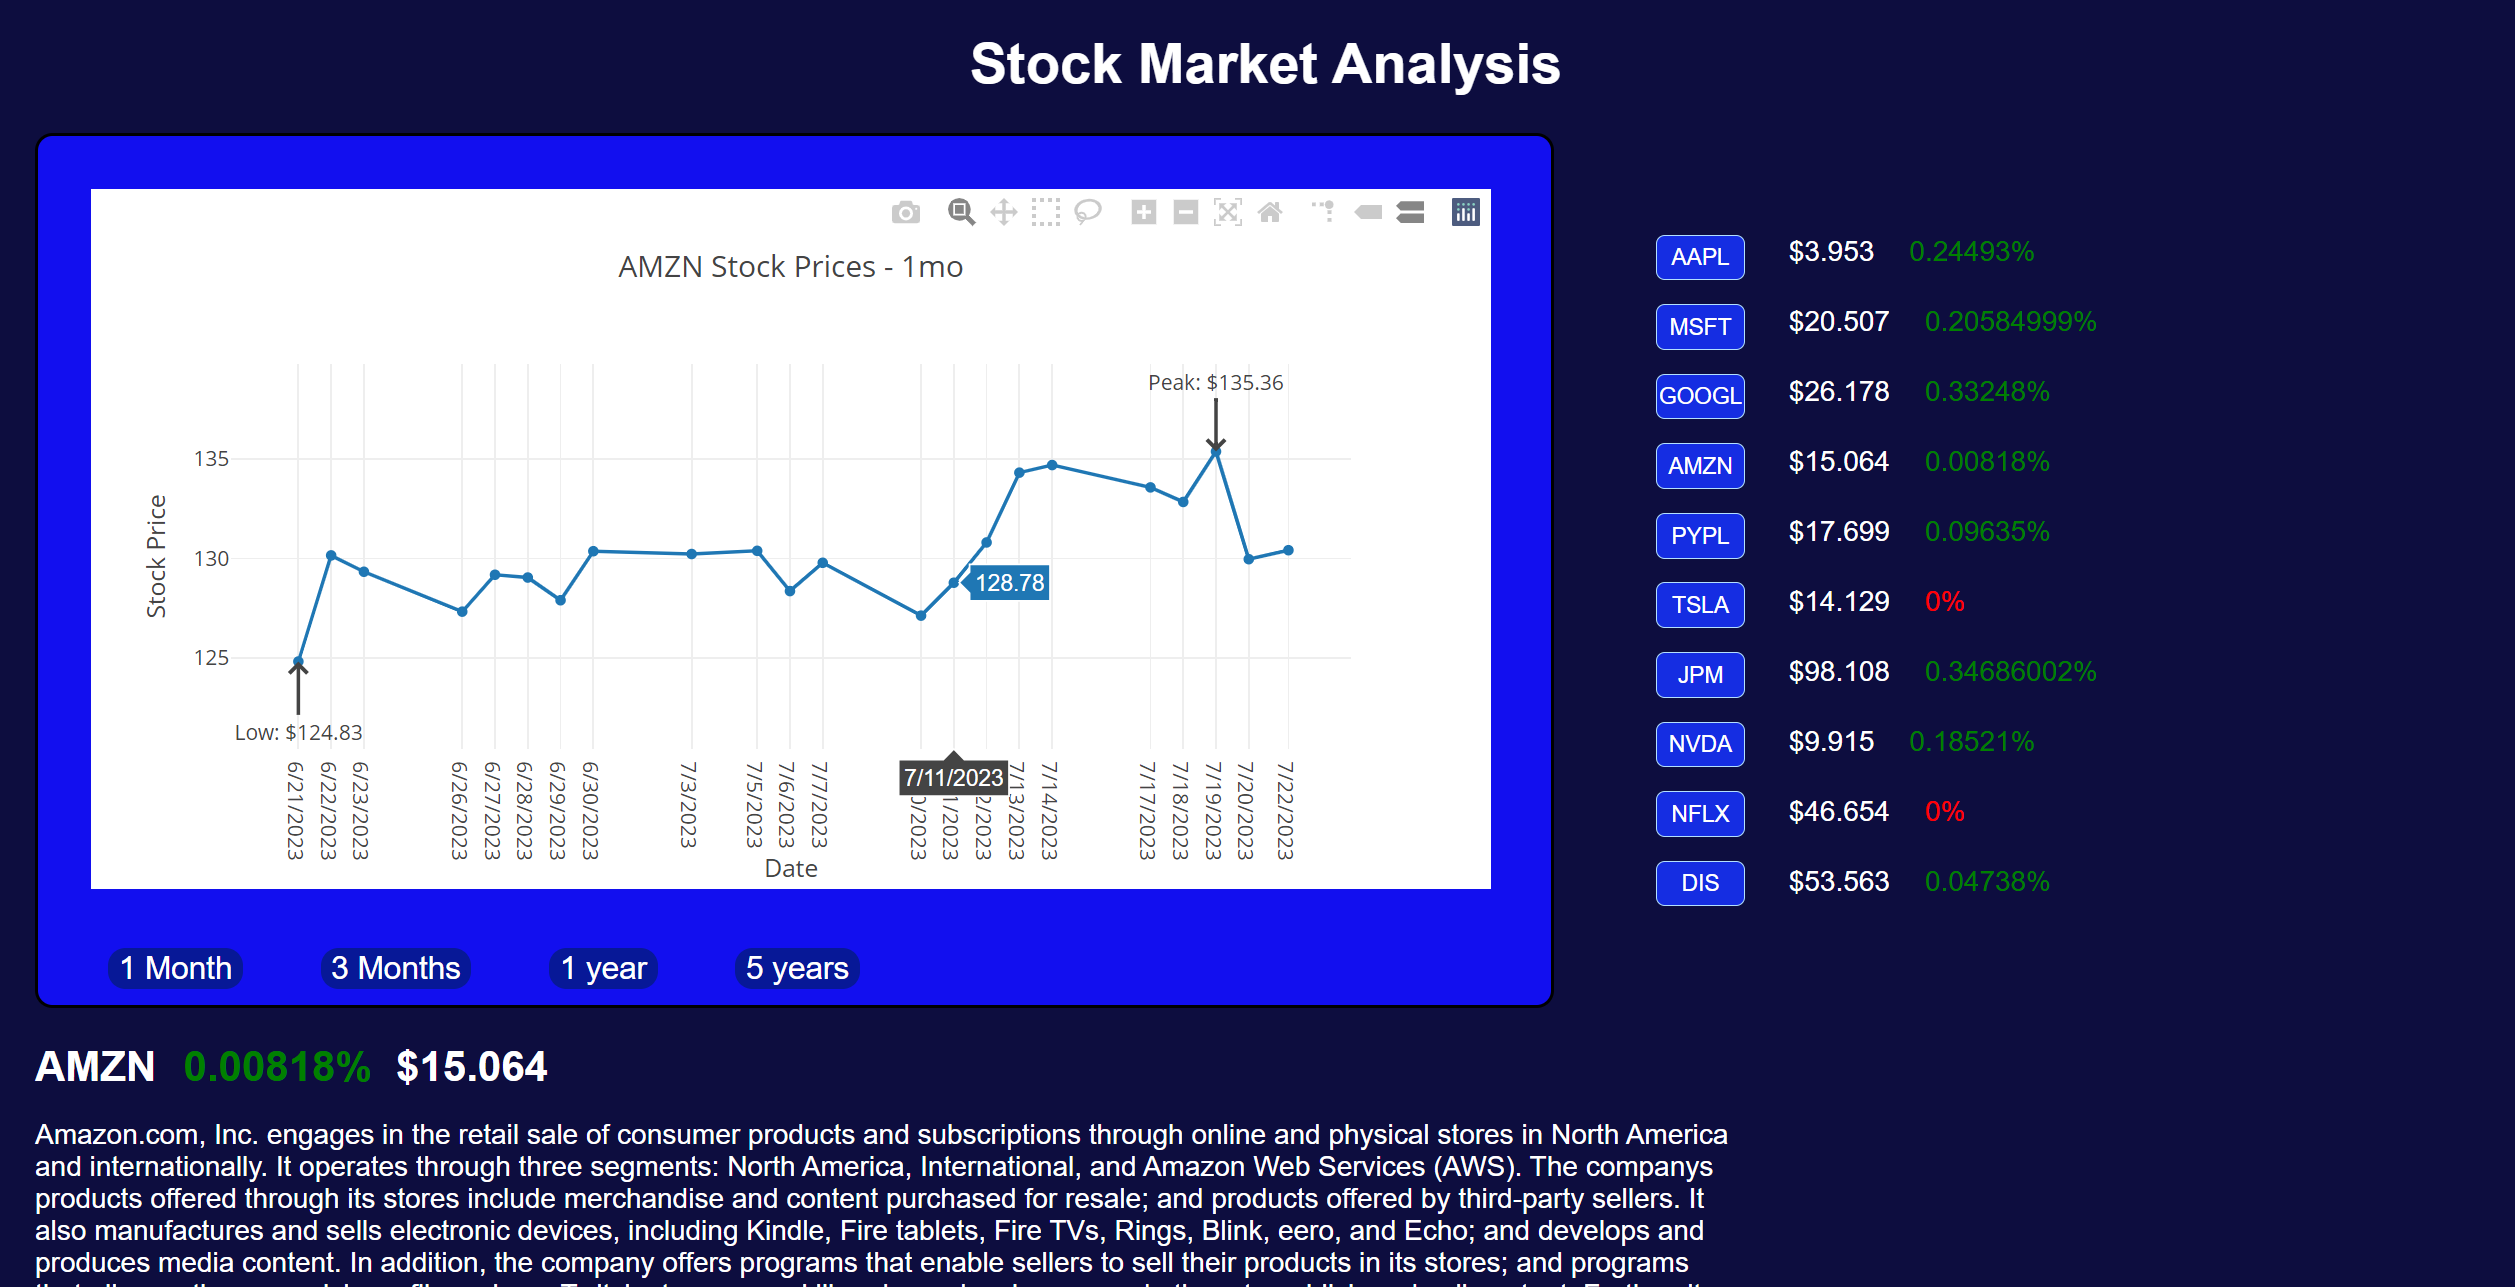 Stock Market Analysis
AMZN Stock Prices - 1mo
Peak: $135.36
135
130
125
Stock Price
128.78
Low: $124.83
6/21/2023
6/22/2023
6/23/2023
6/26/2023
6/27/2023
6/28/2023
6/29/2023
6/30/2023
7/3/2023
7/5/2023
7/6/2023
7/7/2023
7/11/2023
0/2023
1/2023
2/2023
7/13/2023
7/14/2023
7/17/2023
7/18/2023
7/19/2023
7/20/2023
7/22/2023
Date
1 Month 3 Months 1 year 5 years
AAPL $3.953 0.24493%
MSFT $20.507 0.20584999%
GOOGL $26.178 0.33248%
AMZN $15.064 0.00818%
PYPL $17.699 0.09635%
TSLA $14.129 0%
JPM $98.108 0.34686002%
NVDA $9.915 0.18521%
NFLX $46.654 0%
DIS $53.563 0.04738%
AMZN 0.00818% $15.064
Amazon.com, Inc. engages in the retail sale of consumer products and subscriptions through online and physical stores in North America
and internationally. It operates through three segments: North America, International, and Amazon Web Services (AWS). The companys
products offered through its stores include merchandise and content purchased for resale; and products offered by third-party sellers. It
also manufactures and sells electronic devices, including Kindle, Fire tablets, Fire TVs, Rings, Blink, eero, and Echo; and develops and
produces media content. In addition, the company offers programs that enable sellers to sell their products in its stores; and programs